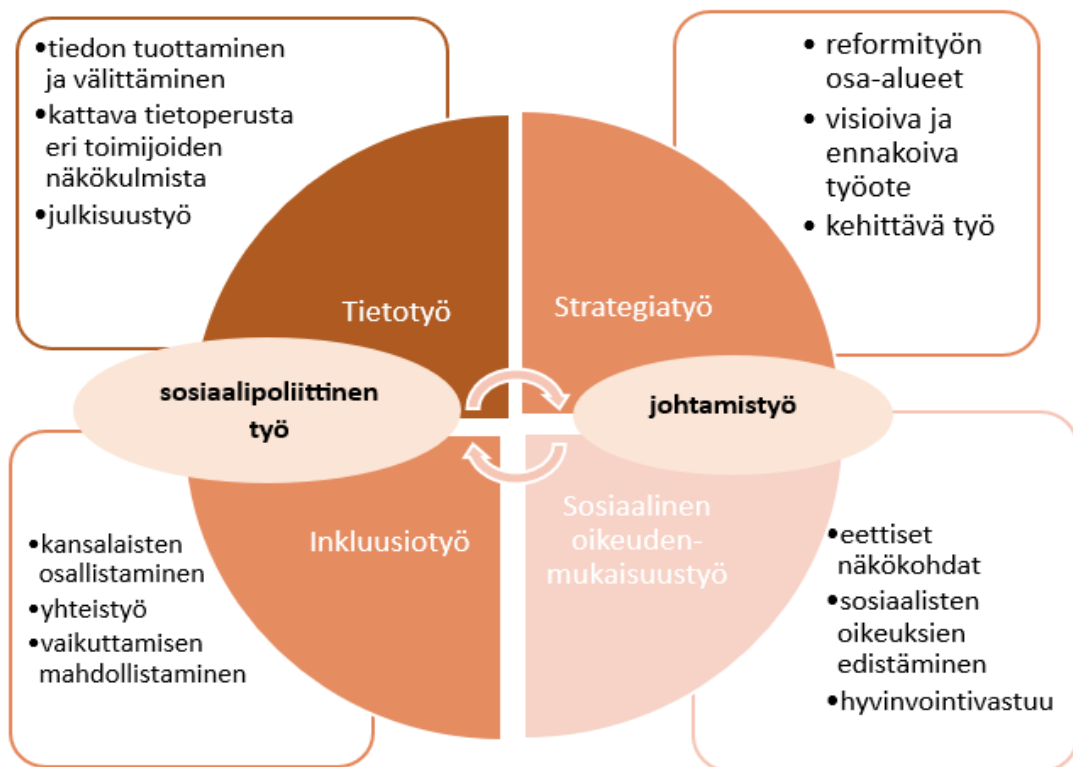 •tiedon tuottaminen
ja välittäminen
•kattava tietoperusta
eri toimijoiden
näkökulmista
•julkisuustyö
• reformityön
osa-alueet
• visioiva ja
ennakoiva
työote
• kehittävä työ
Tietotyö
Strategiatyö
sosiaalipoliittinen
työ
johtamistyö
Inkluusiotyö
Sosiaalinen
oikeuden-
mukaisuustyö
•kansalaisten
osallistaminen
•yhteistyö
•vaikuttamisen
mahdollistaminen
•eettiset
näkökohdat
•sosiaalisten
oikeuksien
edistäminen
•hyvinvointivastuu